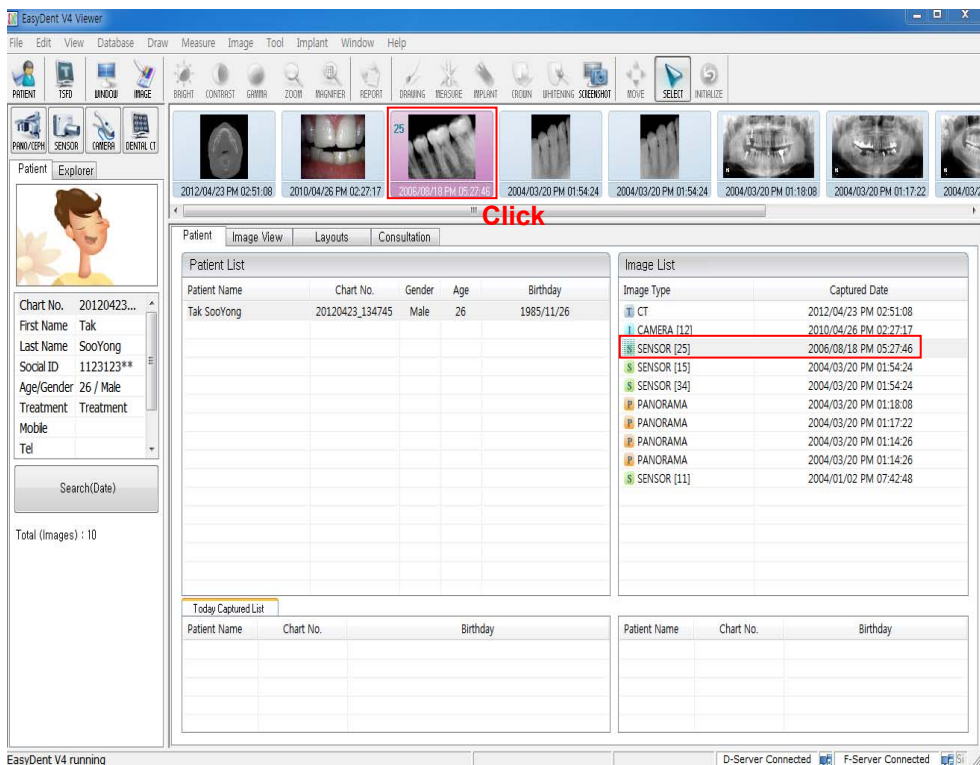 EasyDent V4 Viewer
File Edit View Database Draw Measure Image Tool Implant Window Help
PATIENT TSFD WINDOW IMAGE BRIGHT CONTRAST GAMMA ZOOM MAGNIFIER REPORT DRAWING MEASURE IMPLANT CROWN WHITENING SCREENSHOT MOVE SELECT INITIALIZE
PANO/CEPH SENSOR CAMERA DENTAL CT
25
2012/04/23 PM 02:51:08 2010/04/26 PM 02:27:17 2006/08/18 PM 05:27:46 2004/03/20 PM 01:54:24 2004/03/20 PM 01:54:24 2004/03/20 PM 01:18:08 2004/03/20 PM 01:17:22 2004/03/2
Click
Patient Explorer
Chart No. 20120423...
First Name Tak
Last Name SooYong
Social ID 1123123**
Age/Gender 26 / Male
Treatment Treatment
Mobile
Tel
Search(Date)
Total (Images) : 10
Patient Image View Layouts Consultation
Patient List
Patient Name Chart No. Gender Age Birthday
Tak SooYong 20120423_134745 Male 26 1985/11/26
Image List
Image Type Captured Date
T CT 2012/04/23 PM 02:51:08
I CAMERA [12] 2010/04/26 PM 02:27:17
S SENSOR [25] 2006/08/18 PM 05:27:46
S SENSOR [15] 2004/03/20 PM 01:54:24
S SENSOR [34] 2004/03/20 PM 01:54:24
P PANORAMA 2004/03/20 PM 01:18:08
P PANORAMA 2004/03/20 PM 01:17:22
P PANORAMA 2004/03/20 PM 01:14:26
P PANORAMA 2004/03/20 PM 01:14:26
S SENSOR [11] 2004/01/02 PM 07:42:48
Today Captured List
Patient Name Chart No. Birthday
Patient Name Chart No. Birthday
EasyDent V4 running
D-Server Connected F-Server Connected Si